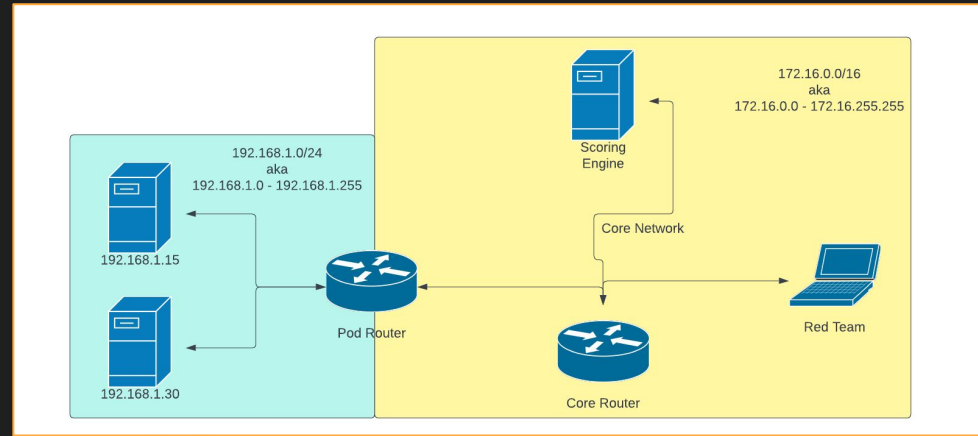 192.168.1.0/24
aka
192.168.1.0 - 192.168.1.255
192.168.1.15
192.168.1.30
Pod Router
Scoring
Engine
172.16.0.0/16
aka
172.16.0.0 - 172.16.255.255
Core Network
Red Team
Core Router